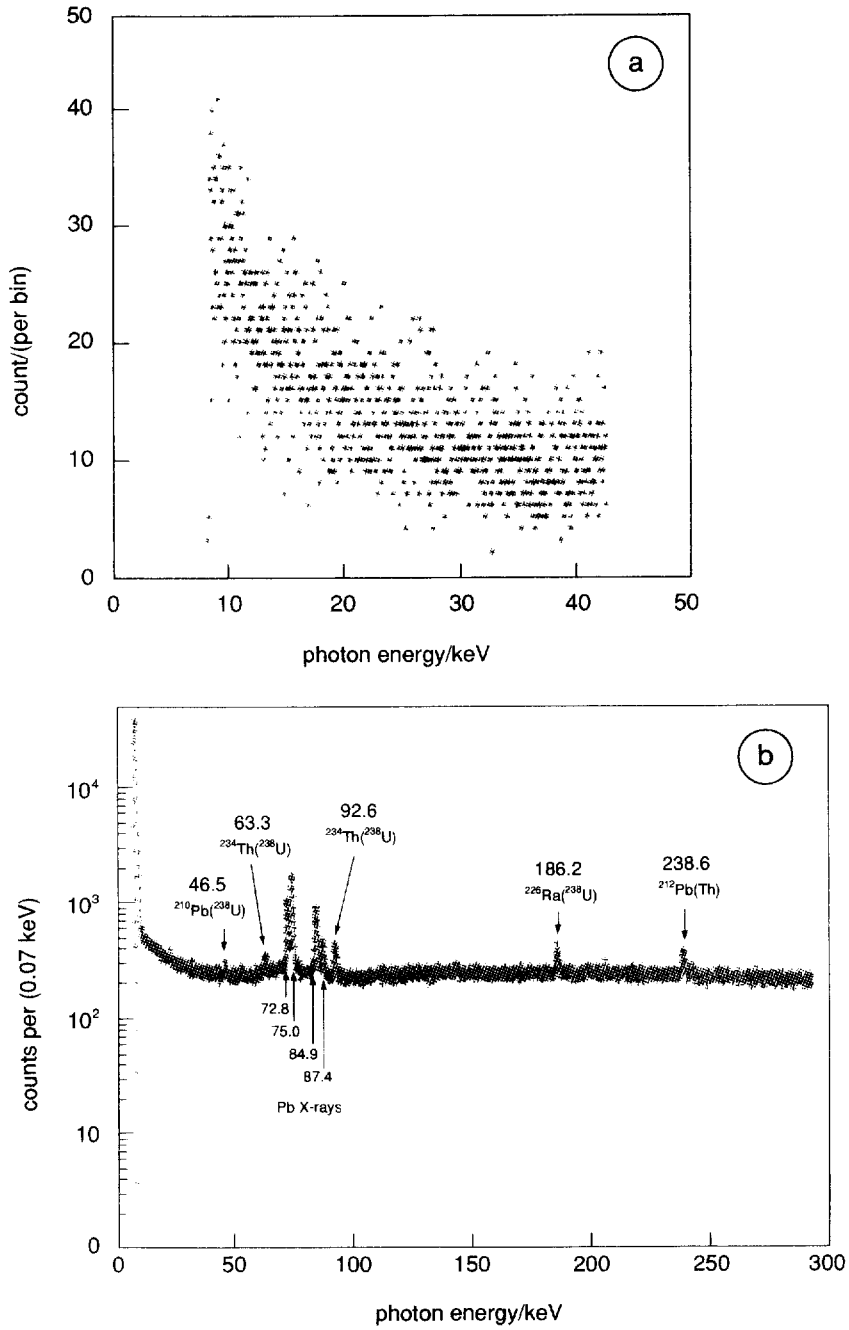 50
a
40
30
20
10
0
count/(per bin)
0 10 20 30 40 50
photon energy/keV
b
10⁴
10³
10²
10
0
counts per (0.07 keV)
46.5
²¹⁰Pb(²³⁸U)
63.3
²³⁴Th(²³⁸U)
92.6
²³⁴Th(²³⁸U)
186.2
²²⁶Ra(²³⁸U)
238.6
²¹²Pb(Th)
72.8
75.0
84.9
87.4
Pb X-rays
0 50 100 150 200 250 300
photon energy/keV